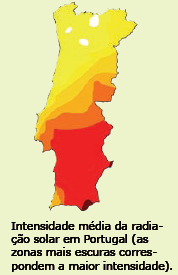 Intensidade média da radia-
ção solar em Portugal (as
zonas mais escuras corres-
pondem a maior intensidade).